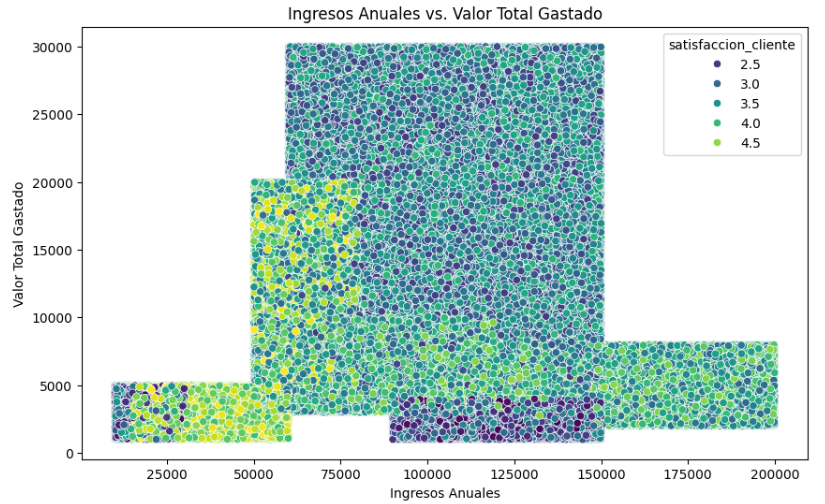 Ingresos Anuales vs. Valor Total Gastado
satisfaccion_cliente
2.5
3.0
3.5
4.0
4.5
Valor Total Gastado
30000
25000
20000
15000
10000
5000
0
25000 50000 75000 100000 125000 150000 175000 200000
Ingresos Anuales